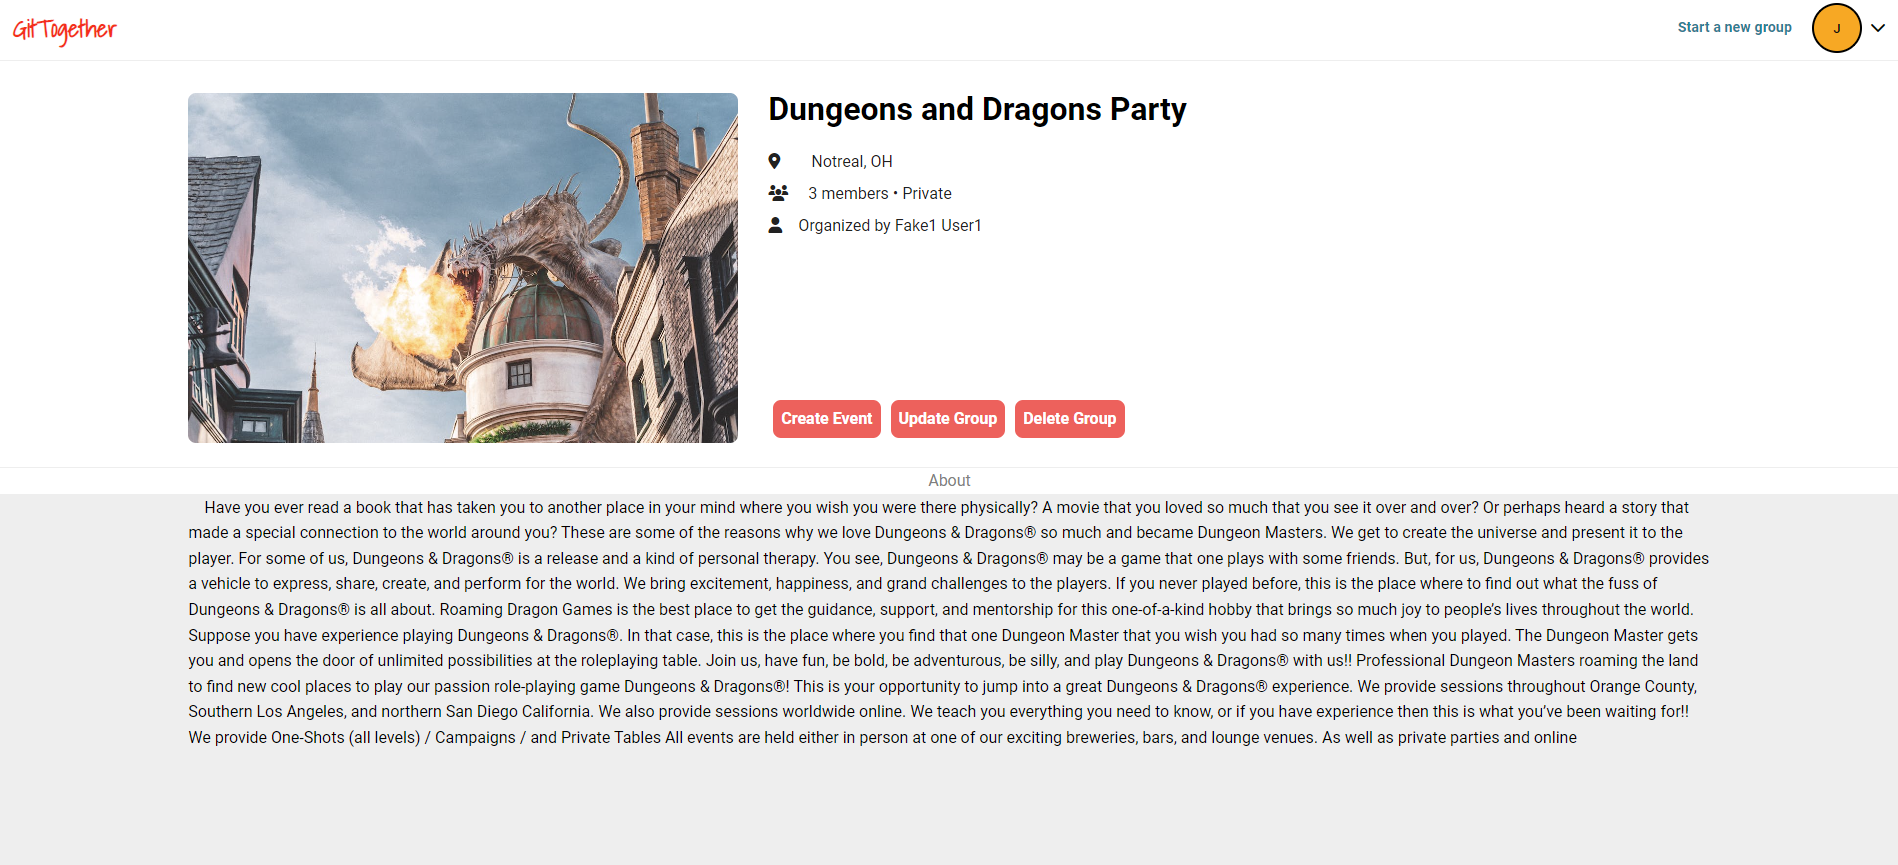 GitTogether
Start a new group
J
Dungeons and Dragons Party
Notreal, OH
3 members • Private
Organized by Fake1 User1
Create Event
Update Group
Delete Group
About
Have you ever read a book that has taken you to another place in your mind where you wish you were there physically? A movie that you loved so much that you see it over and over? Or perhaps heard a story that
made a special connection to the world around you? These are some of the reasons why we love Dungeons & Dragons® so much and became Dungeon Masters. We get to create the universe and present it to the
player. For some of us, Dungeons & Dragons® is a release and a kind of personal therapy. You see, Dungeons & Dragons® may be a game that one plays with some friends. But, for us, Dungeons & Dragons® provides
a vehicle to express, share, create, and perform for the world. We bring excitement, happiness, and grand challenges to the players. If you never played before, this is the place where to find out what the fuss of
Dungeons & Dragons® is all about. Roaming Dragon Games is the best place to get the guidance, support, and mentorship for this one-of-a-kind hobby that brings so much joy to people’s lives throughout the world.
Suppose you have experience playing Dungeons & Dragons®. In that case, this is the place where you find that one Dungeon Master that you wish you had so many times when you played. The Dungeon Master gets
you and opens the door of unlimited possibilities at the roleplaying table. Join us, have fun, be bold, be adventurous, be silly, and play Dungeons & Dragons® with us!! Professional Dungeon Masters roaming the land
to find new cool places to play our passion role-playing game Dungeons & Dragons®! This is your opportunity to jump into a great Dungeons & Dragons® experience. We provide sessions throughout Orange County,
Southern Los Angeles, and northern San Diego California. We also provide sessions worldwide online. We teach you everything you need to know, or if you have experience then this is what you’ve been waiting for!!
We provide One-Shots (all levels) / Campaigns / and Private Tables All events are held either in person at one of our exciting breweries, bars, and lounge venues. As well as private parties and online